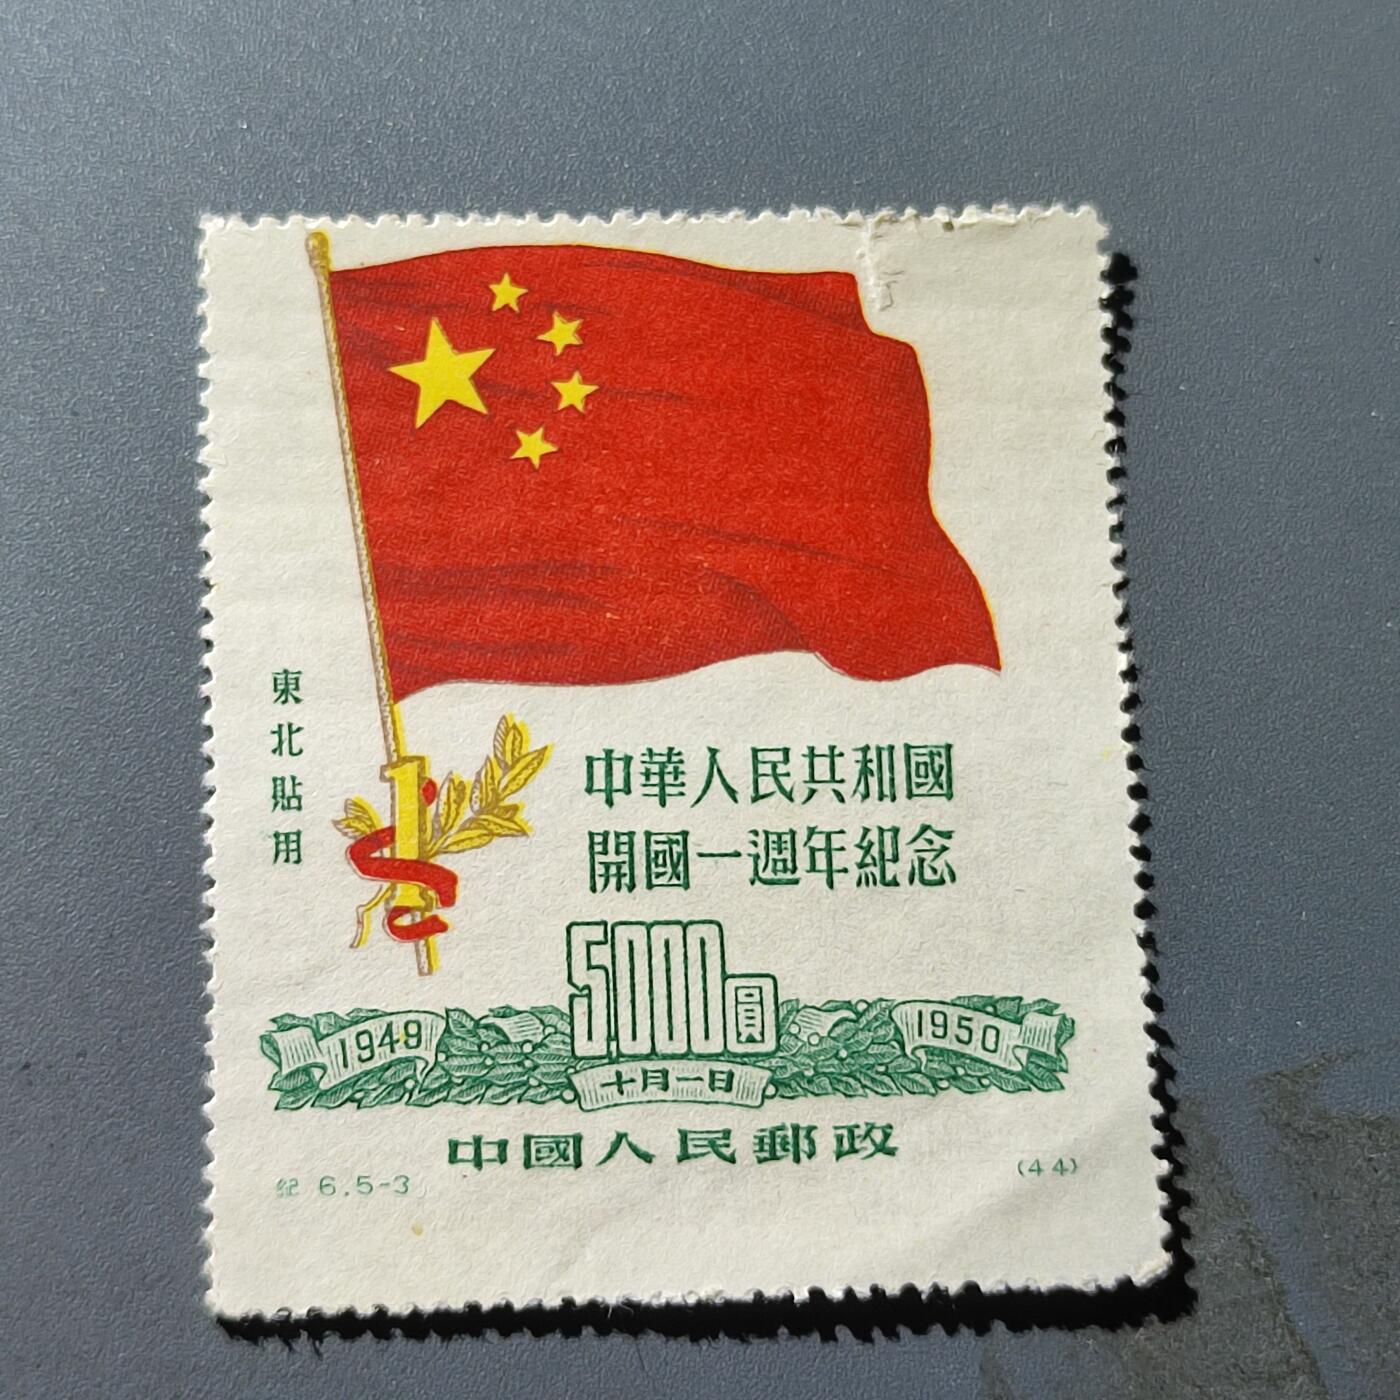 東北貼用
中華人民共和國
開國一週年紀念
5,000圓
1949
1950
十月一日
中國人民郵政
紀 6.5-3
(44)